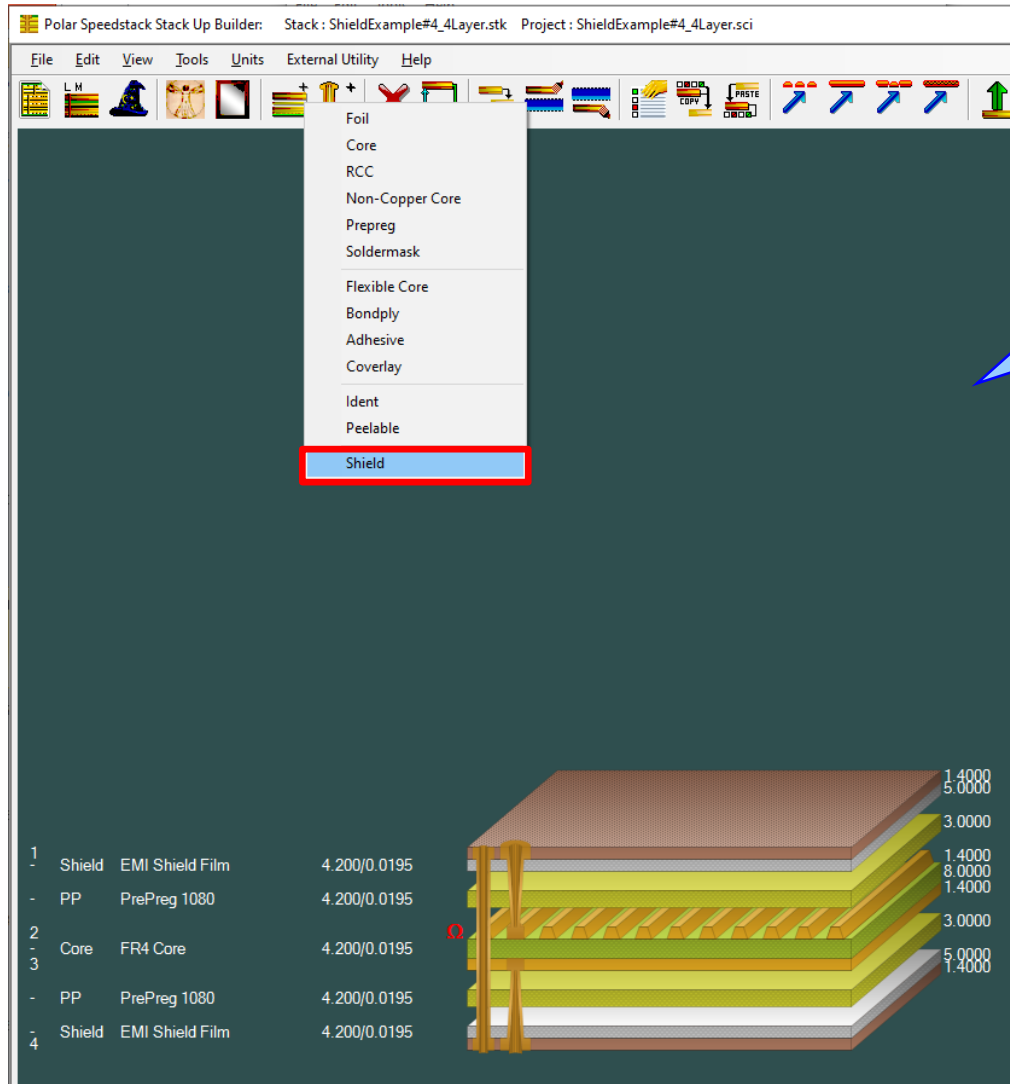 Polar Speedstack Stack Up Builder: Stack : ShieldExample#4_4Layer.stk Project : ShieldExample#4_4Layer.sci
File Edit View Tools Units External Utility Help
L M
COPY
PASTE
Foil
Core
RCC
Non-Copper Core
Prepreg
Soldermask
Flexible Core
Bondply
Adhesive
Coverlay
Ident
Peelable
Shield
1.4000
5.0000
3.0000
1
- Shield EMI Shield Film 4.200/0.0195
1.4000
8.0000
1.4000
- PP PrePreg 1080 4.200/0.0195
3.0000
2
- Core FR4 Core 4.200/0.0195 Ω
3
5.0000
1.4000
- PP PrePreg 1080 4.200/0.0195
- Shield EMI Shield Film 4.200/0.0195
4